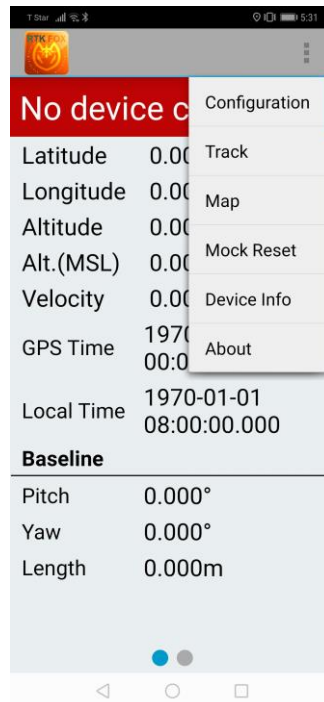 T Star 5:31
RTK FOX
No device c
Configuration
Track
Map
Mock Reset
Device Info
About
Latitude 0.00
Longitude 0.00
Altitude 0.00
Alt.(MSL) 0.00
Velocity 0.00
GPS Time 1970
00:0
Local Time 1970-01-01
08:00:00.000
Baseline
Pitch 0.000°
Yaw 0.000°
Length 0.000m